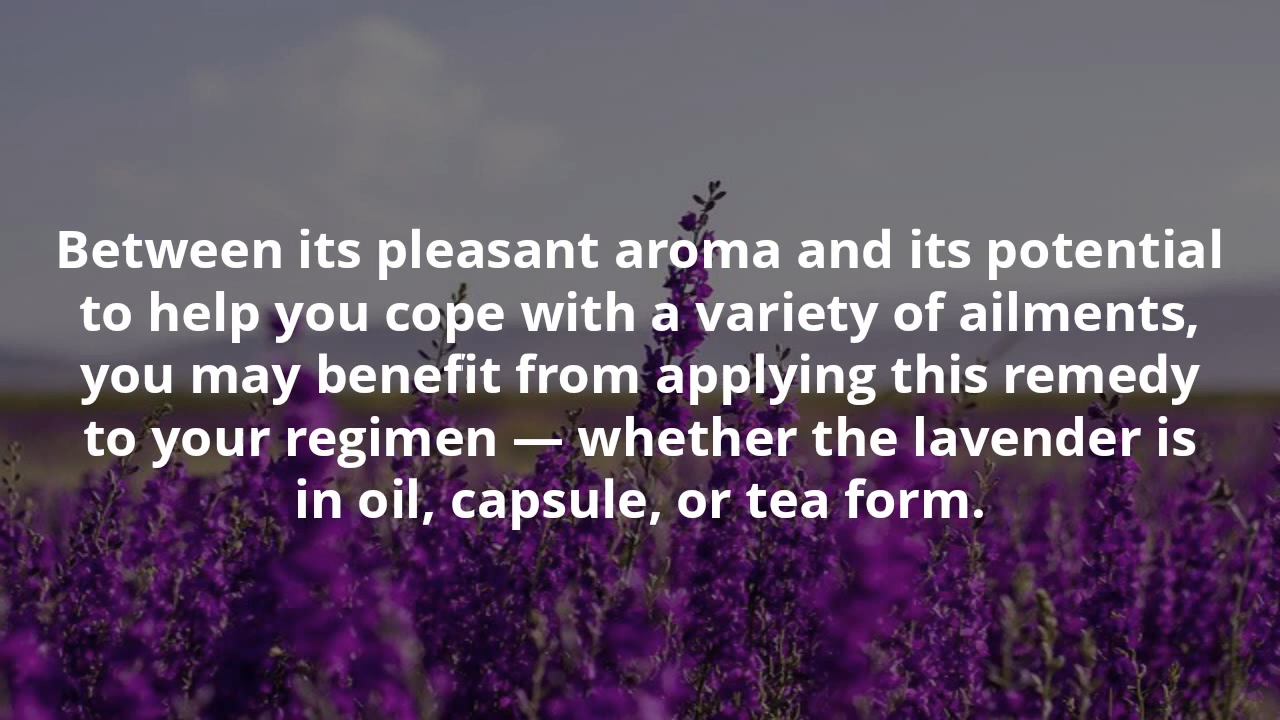 Between its pleasant aroma and its potential
to help you cope with a variety of ailments,
you may benefit from applying this remedy
to your regimen — whether the lavender is
in oil, capsule, or tea form.